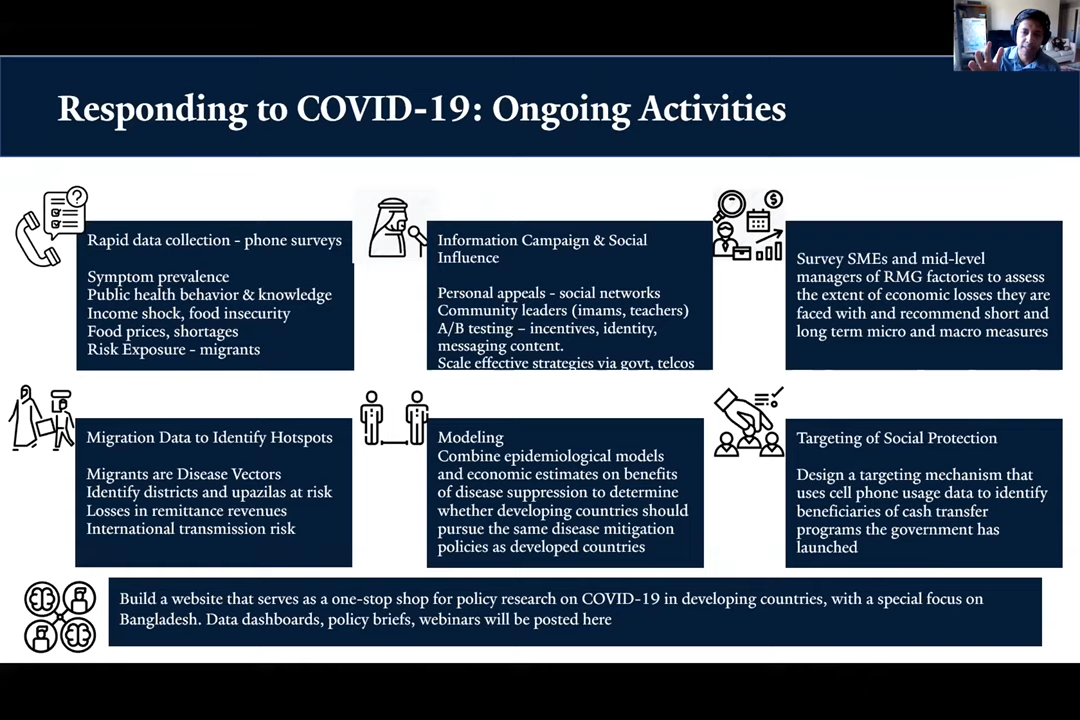 Responding to COVID-19: Ongoing Activities
Rapid data collection - phone surveys
Symptom prevalence
Public health behavior & knowledge
Income shock, food insecurity
Food prices, shortages
Risk Exposure - migrants
Information Campaign & Social
Influence
Personal appeals - social networks
Community leaders (imams, teachers)
A/B testing – incentives, identity,
messaging content.
Scale effective strategies via govt, telcos
Survey SMEs and mid-level
managers of RMG factories to assess
the extent of economic losses they are
faced with and recommend short and
long term micro and macro measures
Migration Data to Identify Hotspots
Migrants are Disease Vectors
Identify districts and upazilas at risk
Losses in remittance revenues
International transmission risk
Modeling
Combine epidemiological models
and economic estimates on benefits
of disease suppression to determine
whether developing countries should
pursue the same disease mitigation
policies as developed countries
Targeting of Social Protection
Design a targeting mechanism that
uses cell phone usage data to identify
beneficiaries of cash transfer
programs the government has
launched
Build a website that serves as a one-stop shop for policy research on COVID-19 in developing countries, with a special focus on
Bangladesh. Data dashboards, policy briefs, webinars will be posted here